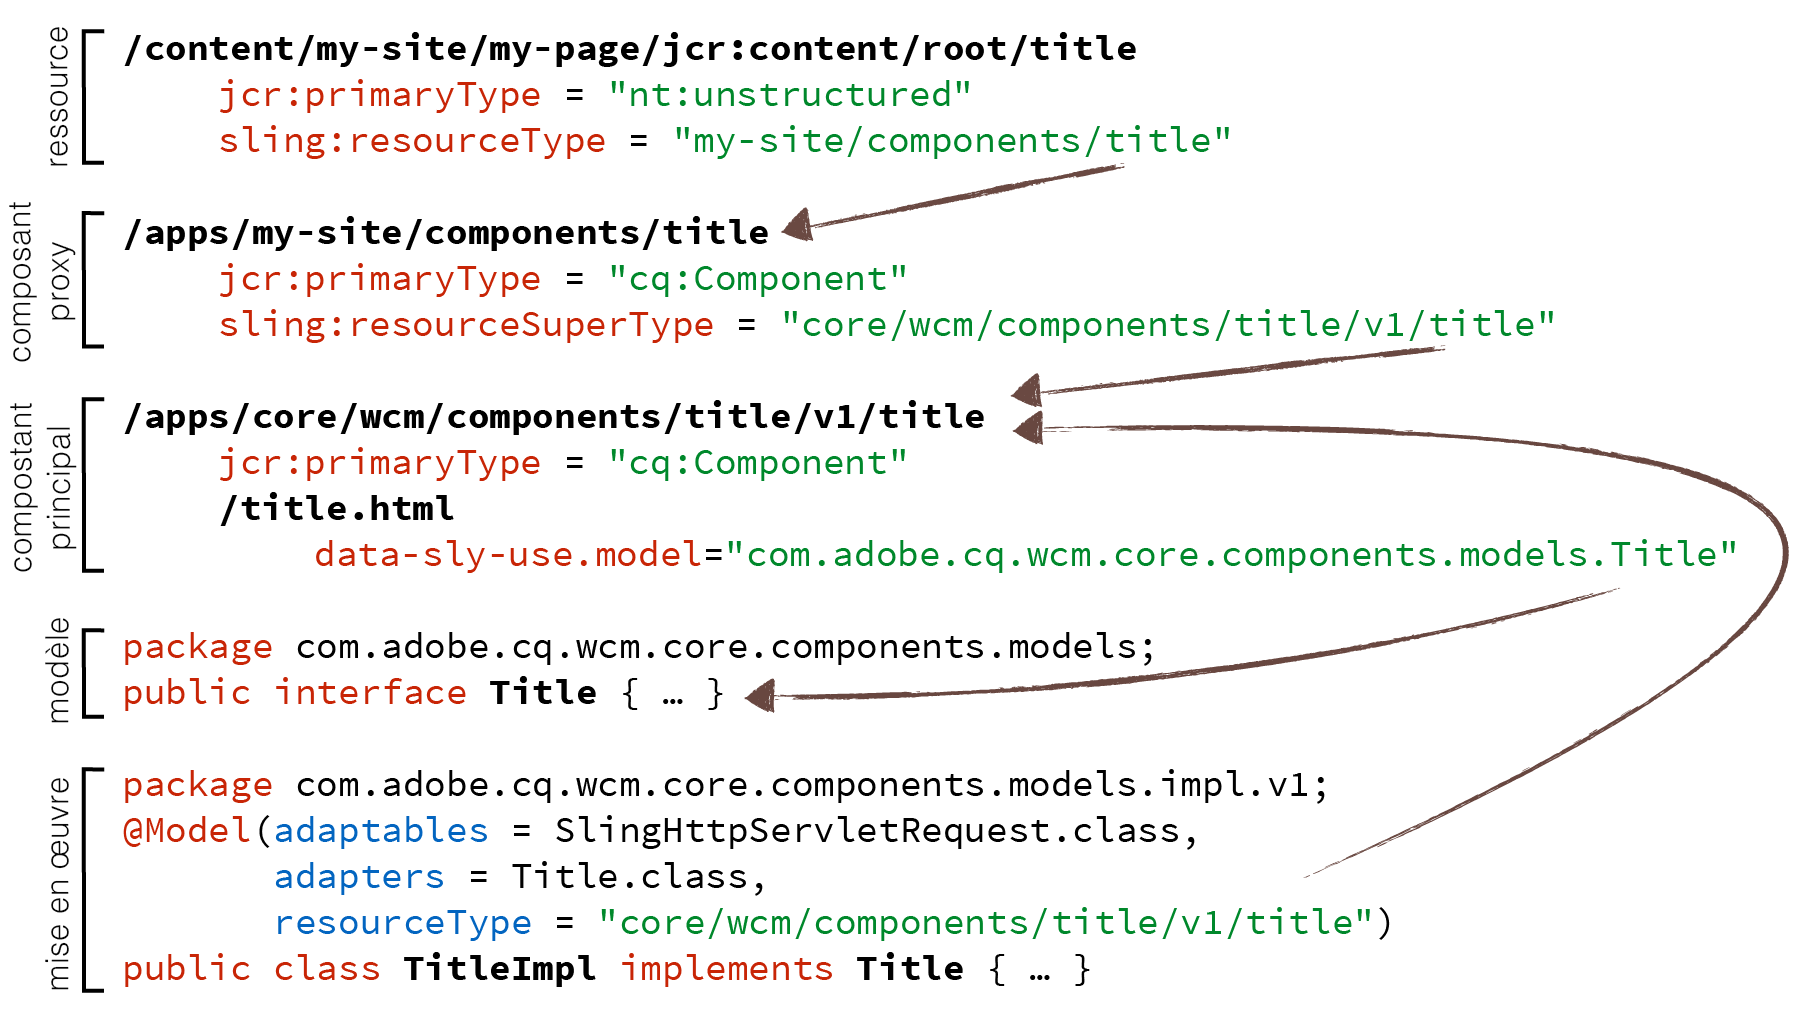 ressource
/content/my-site/my-page/jcr:content/root/title
jcr:primaryType = "nt:unstructured"
sling:resourceType = "my-site/components/title"
composant
proxy
/apps/my-site/components/title
jcr:primaryType = "cq:Component"
sling:resourceSuperType = "core/wcm/components/title/v1/title"
compostant
principal
/apps/core/wcm/components/title/v1/title
jcr:primaryType = "cq:Component"
/title.html
data-sly-use.model="com.adobe.cq.wcm.core.components.models.Title"
modèle
package com.adobe.cq.wcm.core.components.models;
public interface Title { … }
mise en œuvre
package com.adobe.cq.wcm.core.components.models.impl.v1;
@Model(adaptables = SlingHttpServletRequest.class,
adapters = Title.class,
resourceType = "core/wcm/components/title/v1/title")
public class TitleImpl implements Title { … }